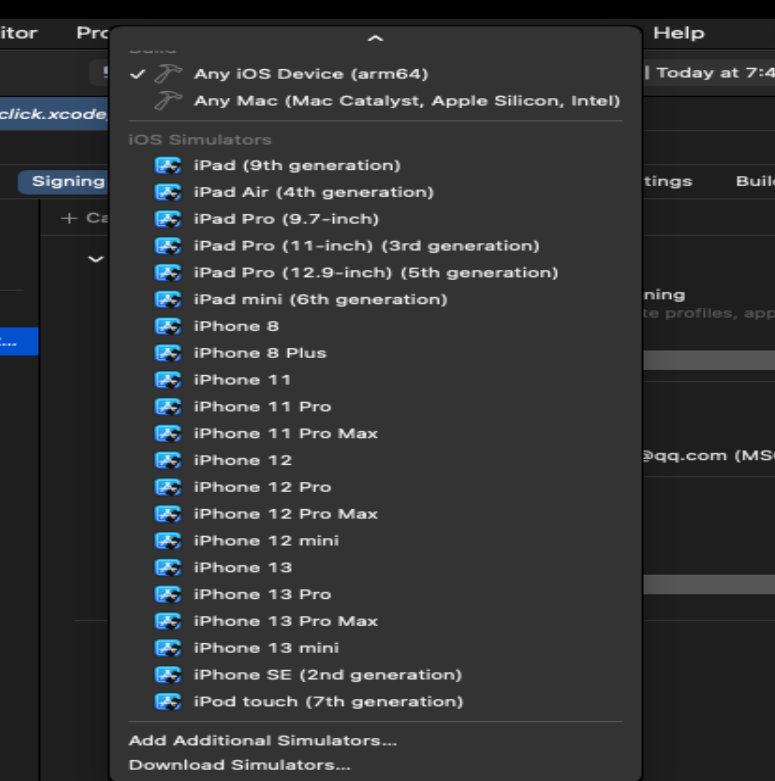 itor Pro Help
Build
Any iOS Device (arm64)
| Today at 7:4
Any Mac (Mac Catalyst, Apple Silicon, Intel)
click.xcode
iOS Simulators
iPad (9th generation)
Signing
iPad Air (4th generation)
tings Buil
+ Ca
iPad Pro (9.7-inch)
iPad Pro (11-inch) (3rd generation)
iPad Pro (12.9-inch) (5th generation)
iPad mini (6th generation)
ning
te profiles, app
iPhone 8
iPhone 8 Plus
iPhone 11
iPhone 11 Pro
iPhone 11 Pro Max
iPhone 12
@qq.com (MS
iPhone 12 Pro
iPhone 12 Pro Max
iPhone 12 mini
iPhone 13
iPhone 13 Pro
iPhone 13 Pro Max
iPhone 13 mini
iPhone SE (2nd generation)
iPod touch (7th generation)
Add Additional Simulators...
Download Simulators...